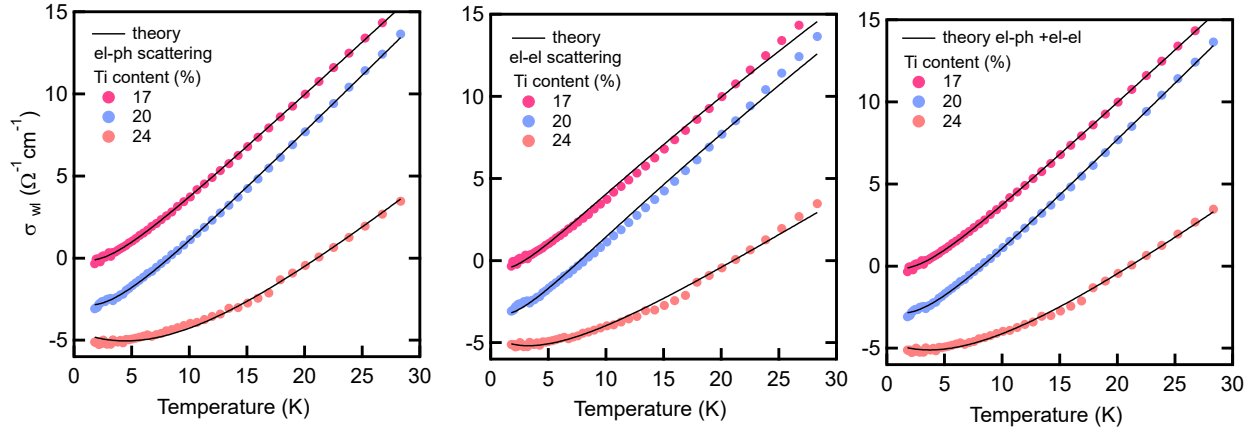 15
10
5
0
-5
σ wl (Ω-1 cm-1)
theory
el-ph scattering
Ti content (%)
17
20
24
0 5 10 15 20 25 30
Temperature (K)
15
10
5
0
-5
theory
el-el scattering
Ti content (%)
17
20
24
0 5 10 15 20 25 30
Temperature (K)
15
10
5
0
-5
theory el-ph +el-el
Ti content (%)
17
20
24
0 5 10 15 20 25 30
Temperature (K)